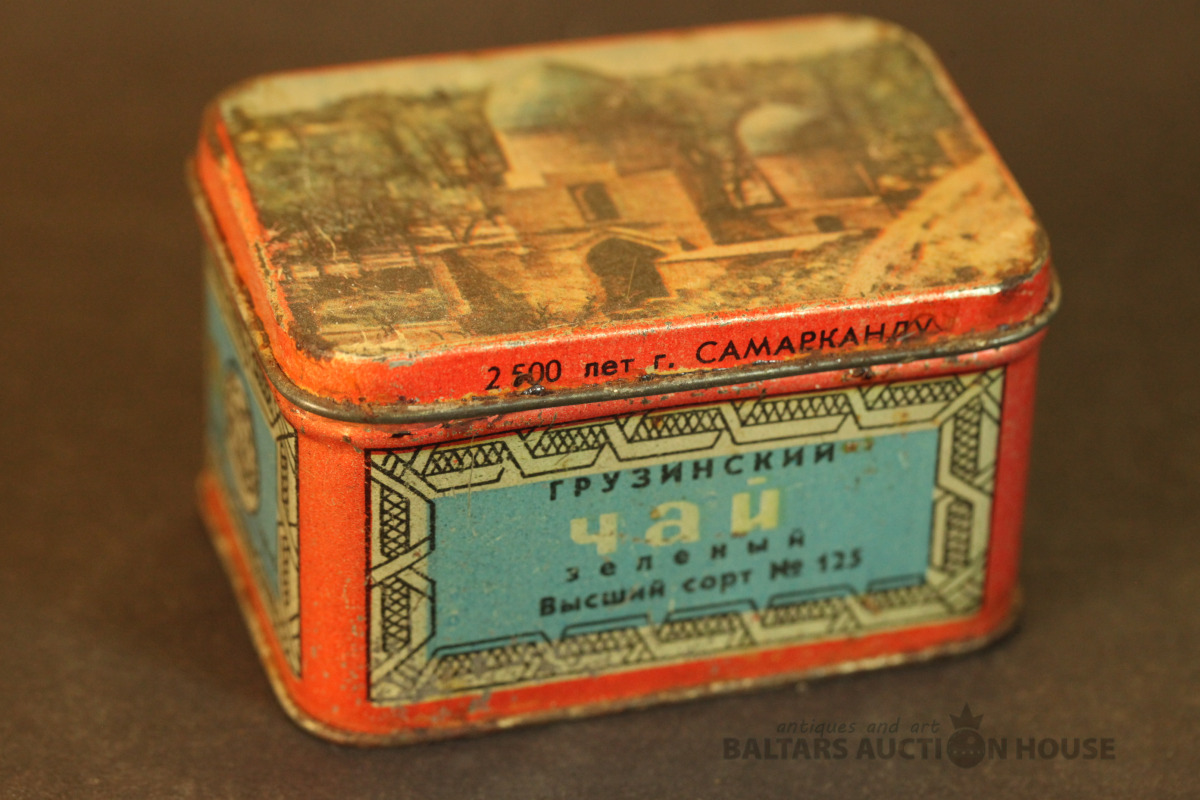 2 500 лет г. САМАРКАНДУ
ГРУЗИНСКИЙ
чай
зеленый
Высший сорт № 125
antiques and art
BALTARS AUCTION HOUSE